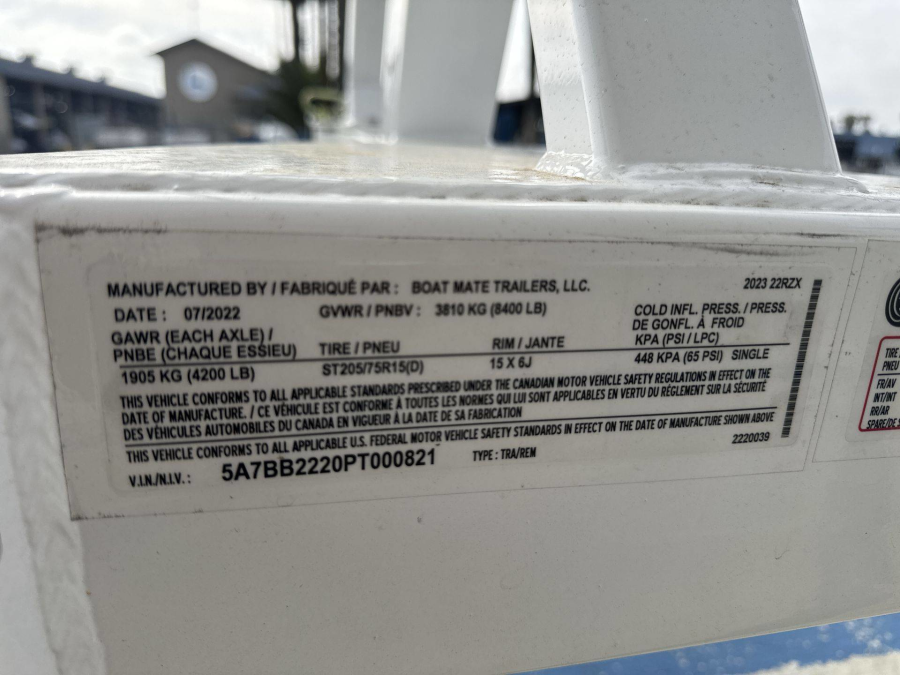 MANUFACTURED BY / FABRIQUÉ PAR : BOAT MATE TRAILERS, LLC. 2023 22RZX
DATE : 07/2022 GVWR / PNBV : 3810 KG (8400 LB) COLD INFL. PRESS. / PRESS.
DE GONFL. À FROID
GAWR (EACH AXLE) / KPA (PSI / LPC)
PNBE (CHAQUE ESSIEU) TIRE / PNEU RIM / JANTE
1905 KG (4200 LB) ST205/75R15(D) 15 X 6J 448 KPA (65 PSI) SINGLE
THIS VEHICLE CONFORMS TO ALL APPLICABLE STANDARDS PRESCRIBED UNDER THE CANADIAN MOTOR VEHICLE SAFETY REGULATIONS IN EFFECT ON THE
DATE OF MANUFACTURE. / CE VÉHICULE EST CONFORME À TOUTES LES NORMES QUI LUI SONT APPLICABLES EN VERTU DU RÈGLEMENT SUR LA SÉCURITÉ
DES VÉHICULES AUTOMOBILES DU CANADA EN VIGUEUR À LA DATE DE SA FABRICATION
THIS VEHICLE CONFORMS TO ALL APPLICABLE U.S. FEDERAL MOTOR VEHICLE SAFETY STANDARDS IN EFFECT ON THE DATE OF MANUFACTURE SHOWN ABOVE
2220039
V.I.N./N.I.V. : 5A7BB2220PT000821 TYPE : TRA/REM
TIRE
PNEU
FR/AV
INT/INT
RR/AR
SPARE/DE S